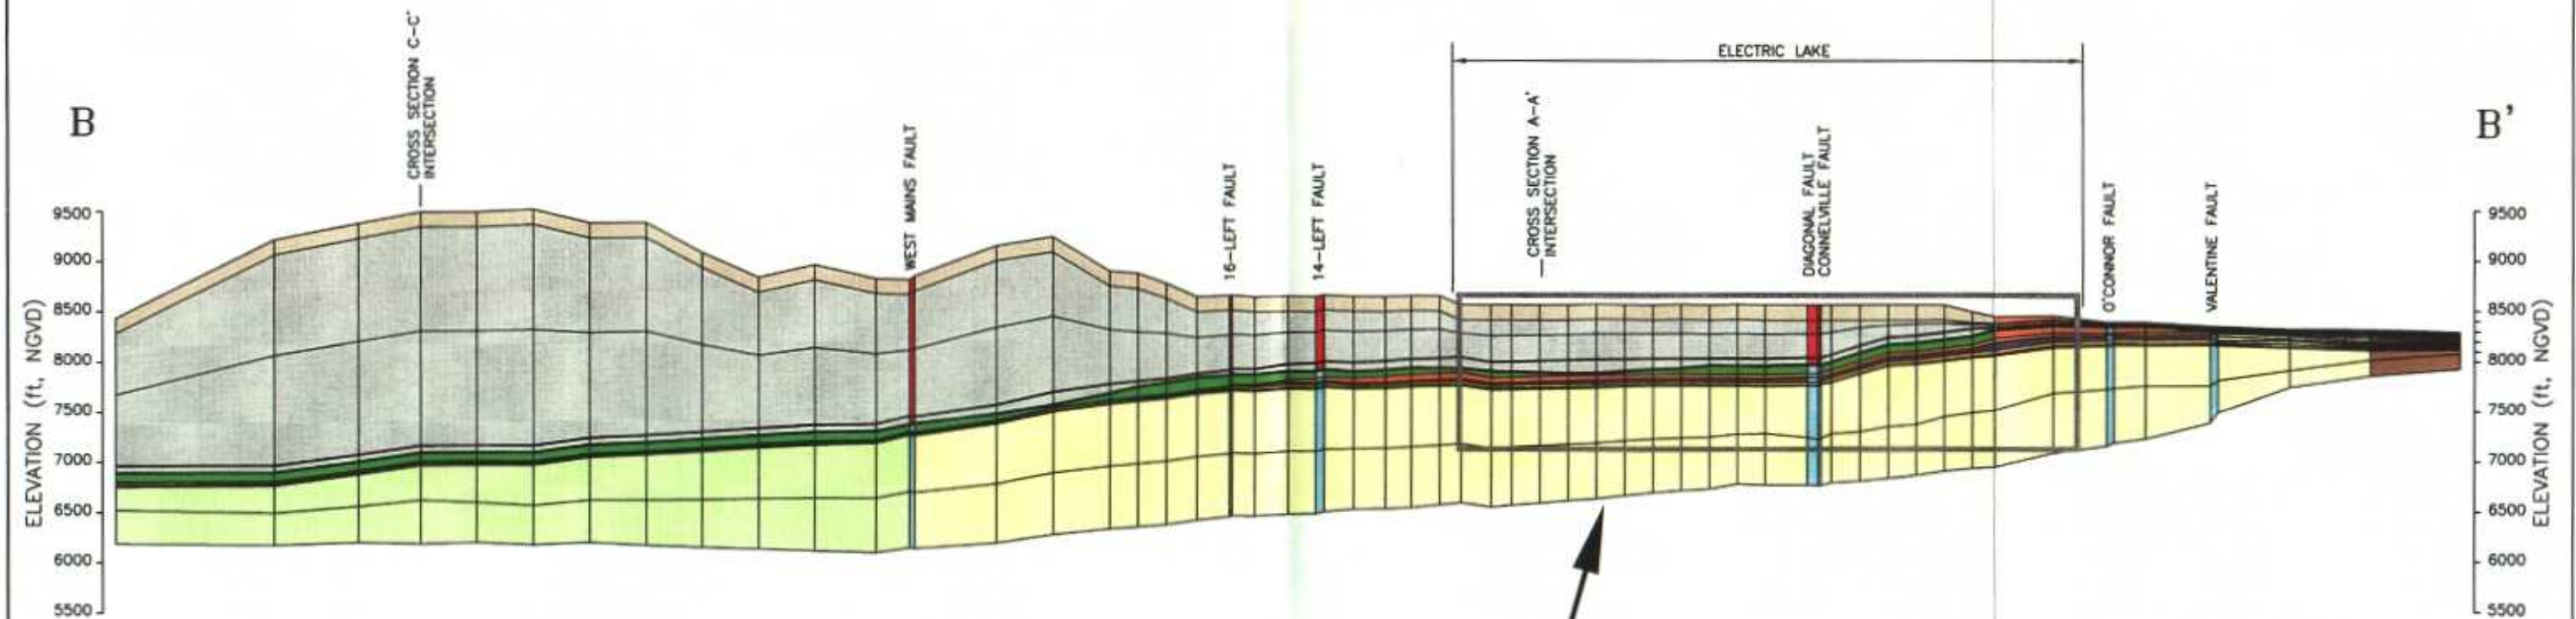 ELECTRIC LAKE
B
B'
CROSS SECTION C-C'
INTERSECTION
WEST MAINS FAULT
16-LEFT FAULT
14-LEFT FAULT
CROSS SECTION A-A'
INTERSECTION
DIAGONAL FAULT
CONNELVILLE FAULT
O'CONNOR FAULT
VALENTINE FAULT
ELEVATION (ft, NGVD)
9500
9000
8500
8000
7500
7000
6500
6000
5500
9500
9000
8500
8000
7500
7000
6500
6000
5500
ELEVATION (ft, NGVD)